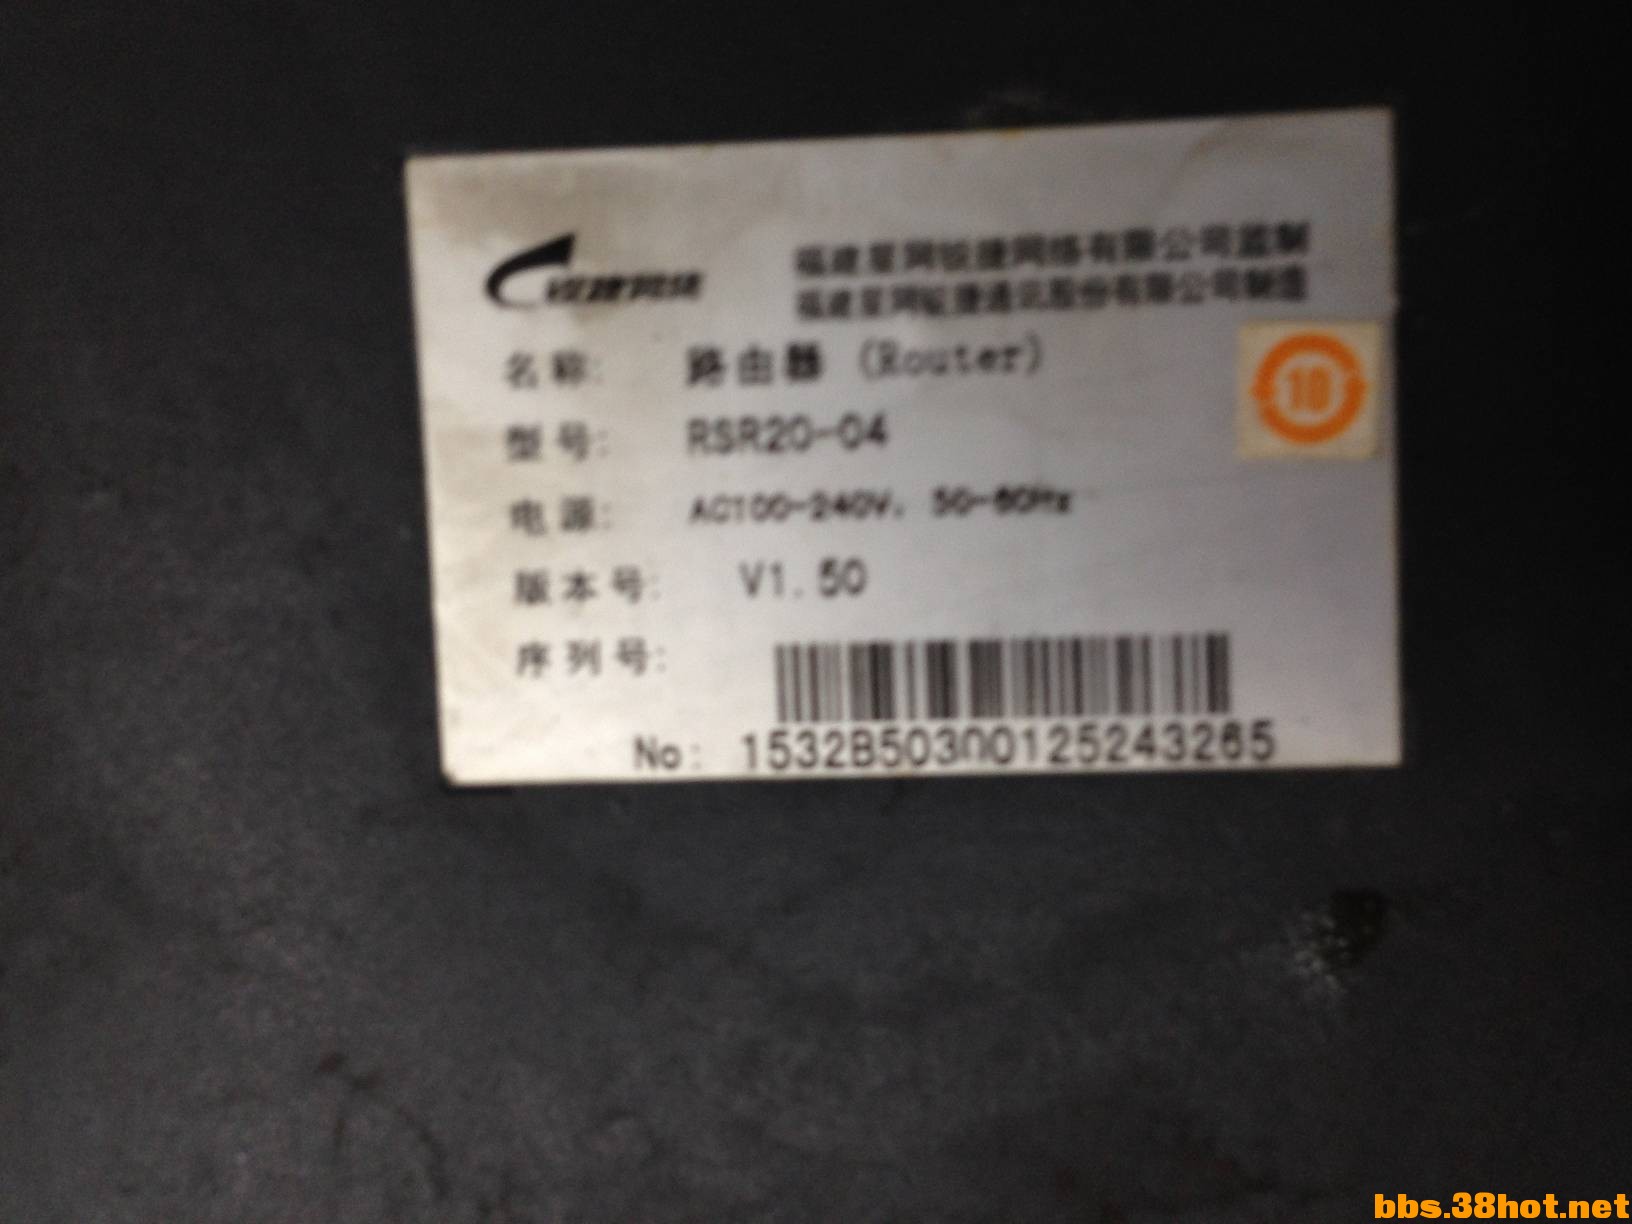 锐捷网络
福建星网锐捷网络有限公司监制
福建星网锐捷通讯股份有限公司制造
名称: 路由器 (Router)
10
型号: RSR20-04
电源: AC100-240V, 50-60Hz
版本号: V1.50
序列号:
No: 1532B50300125243265
bbs.38hot.net